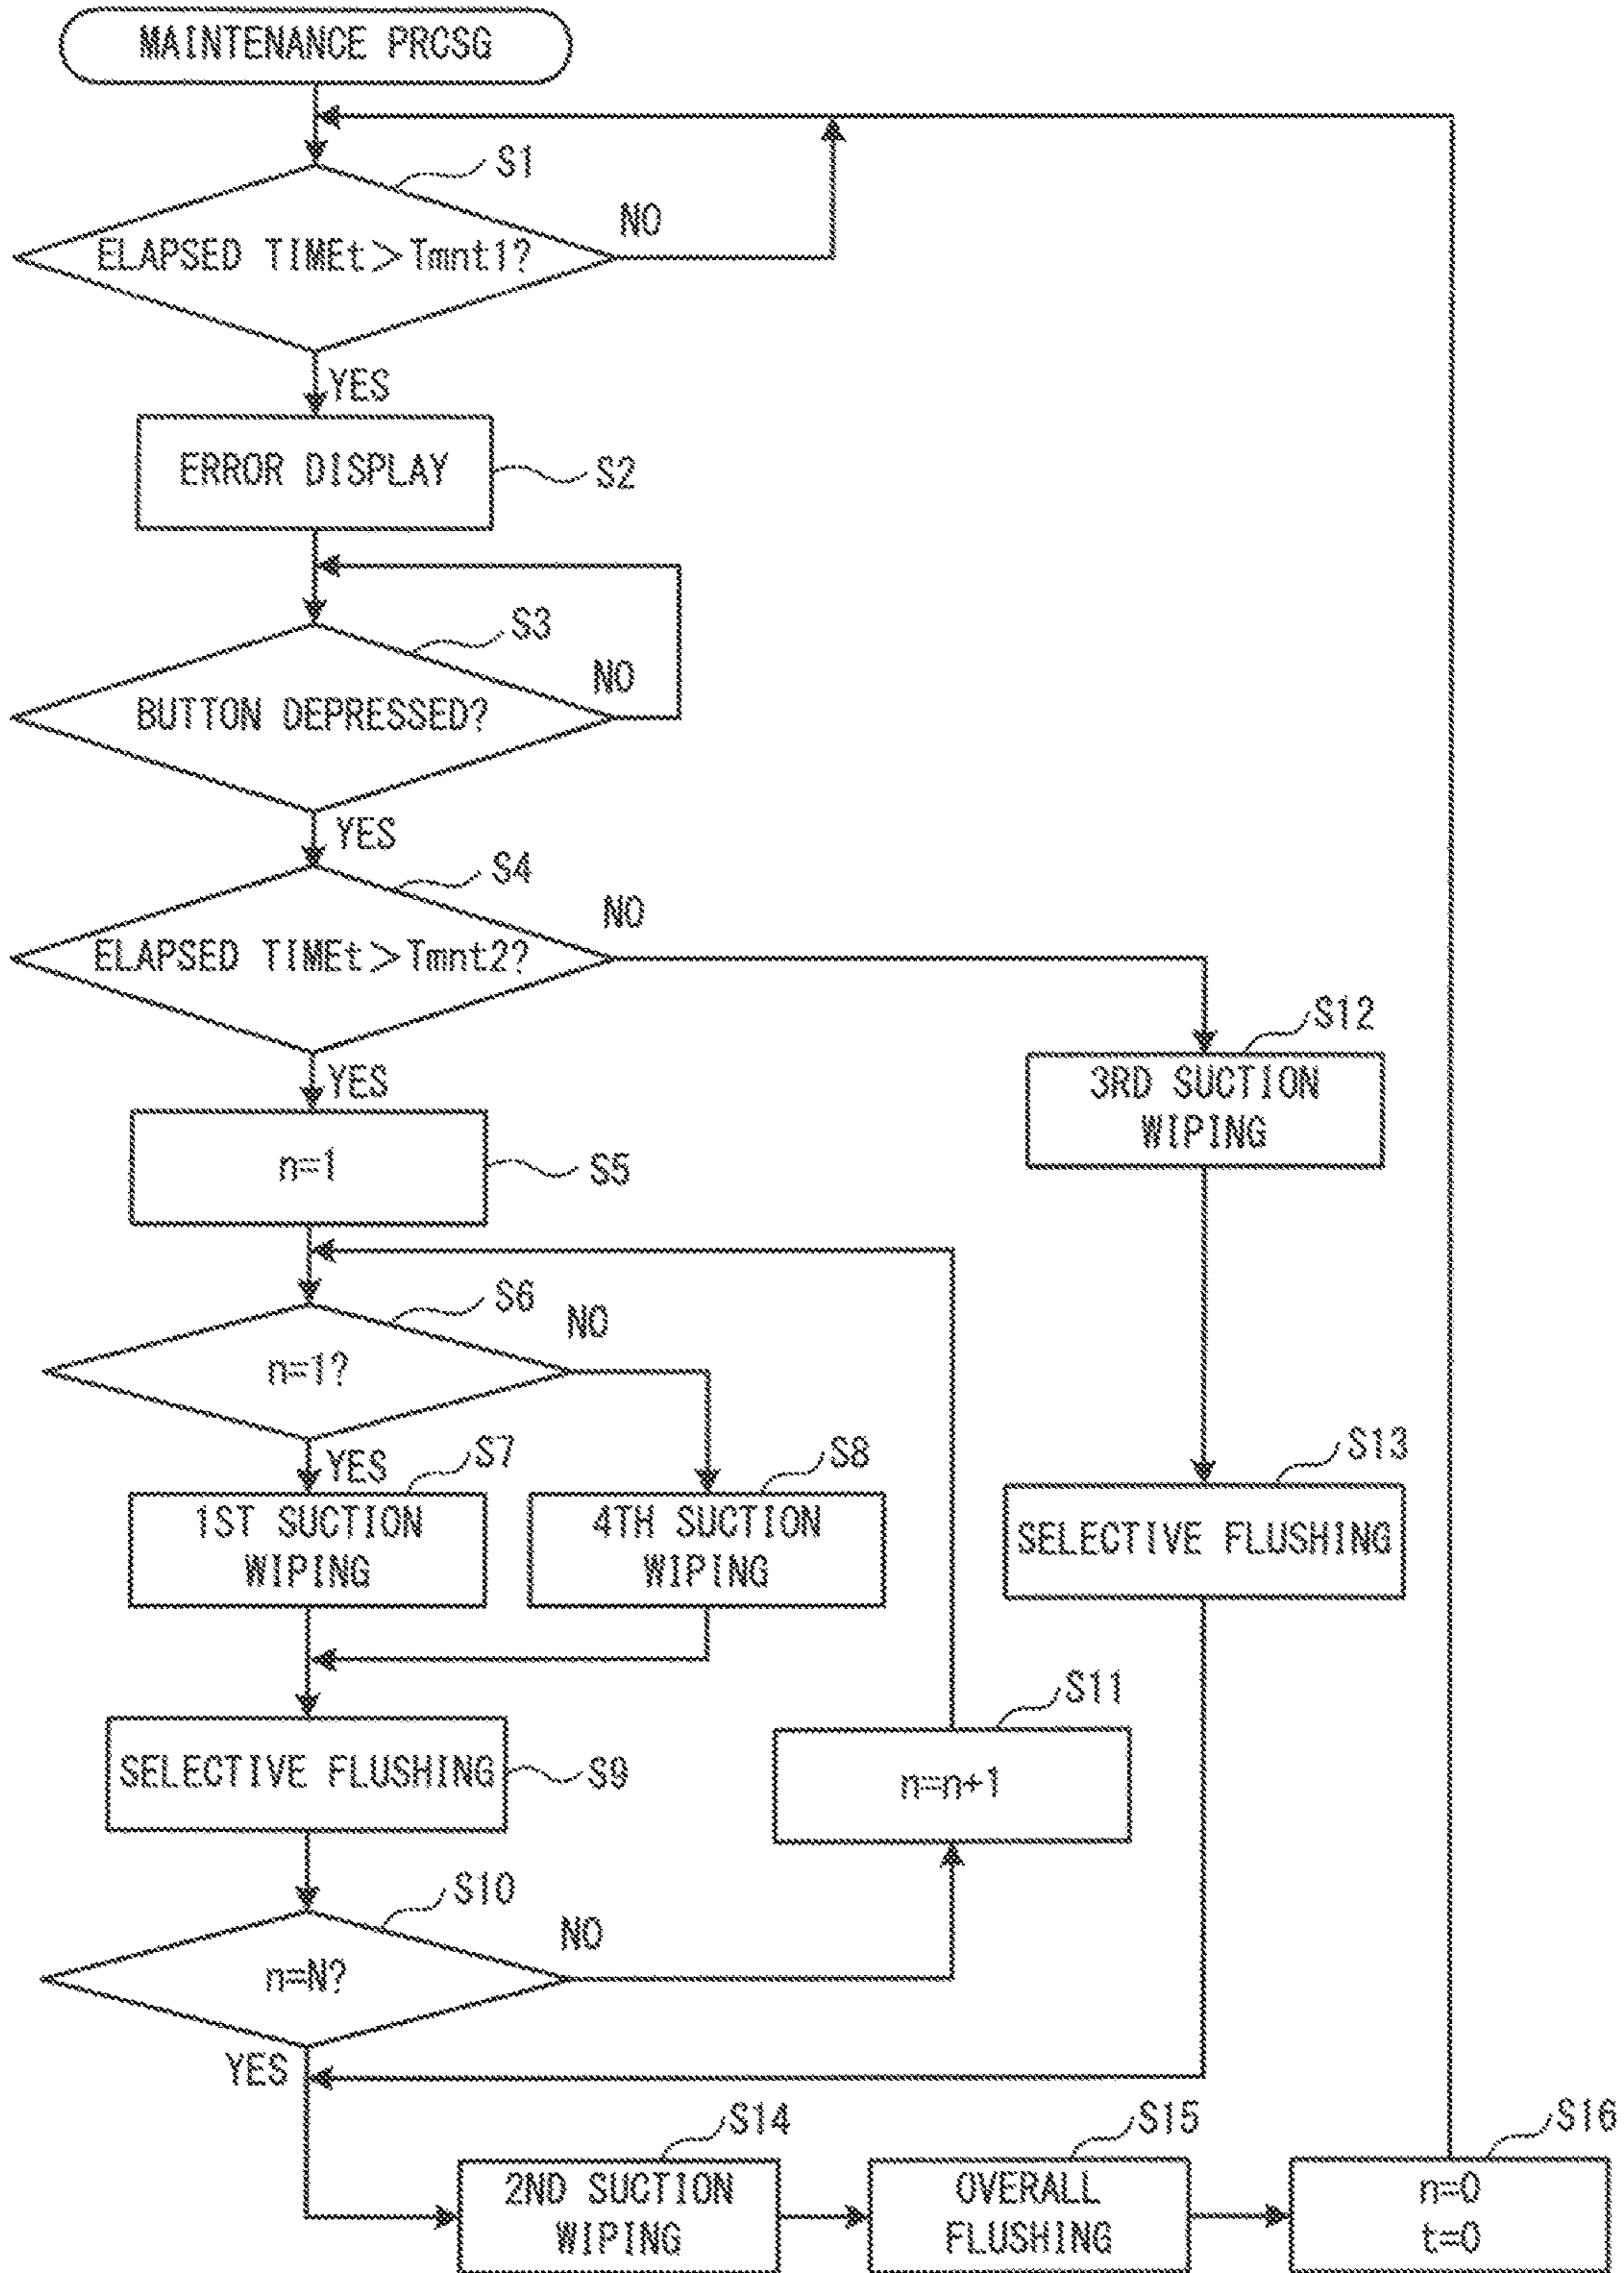 MAINTENANCE PRCSG
S1
NO
ELAPSED TIMEt>Tmnt1?
YES
ERROR DISPLAY
S2
S3
NO
BUTTON DEPRESSED?
YES
S4
NO
ELAPSED TIMEt>Tmnt2?
S12
YES
3RD SUCTION
WIPING
n=1
S5
S6
NO
n=1?
S13
YES
S7
S8
1ST SUCTION
WIPING
4TH SUCTION
WIPING
SELECTIVE FLUSHING
S11
SELECTIVE FLUSHING
S9
n=n+1
S10
NO
n=N?
YES
S14
S15
S16
2ND SUCTION
WIPING
OVERALL
FLUSHING
n=0
t=0